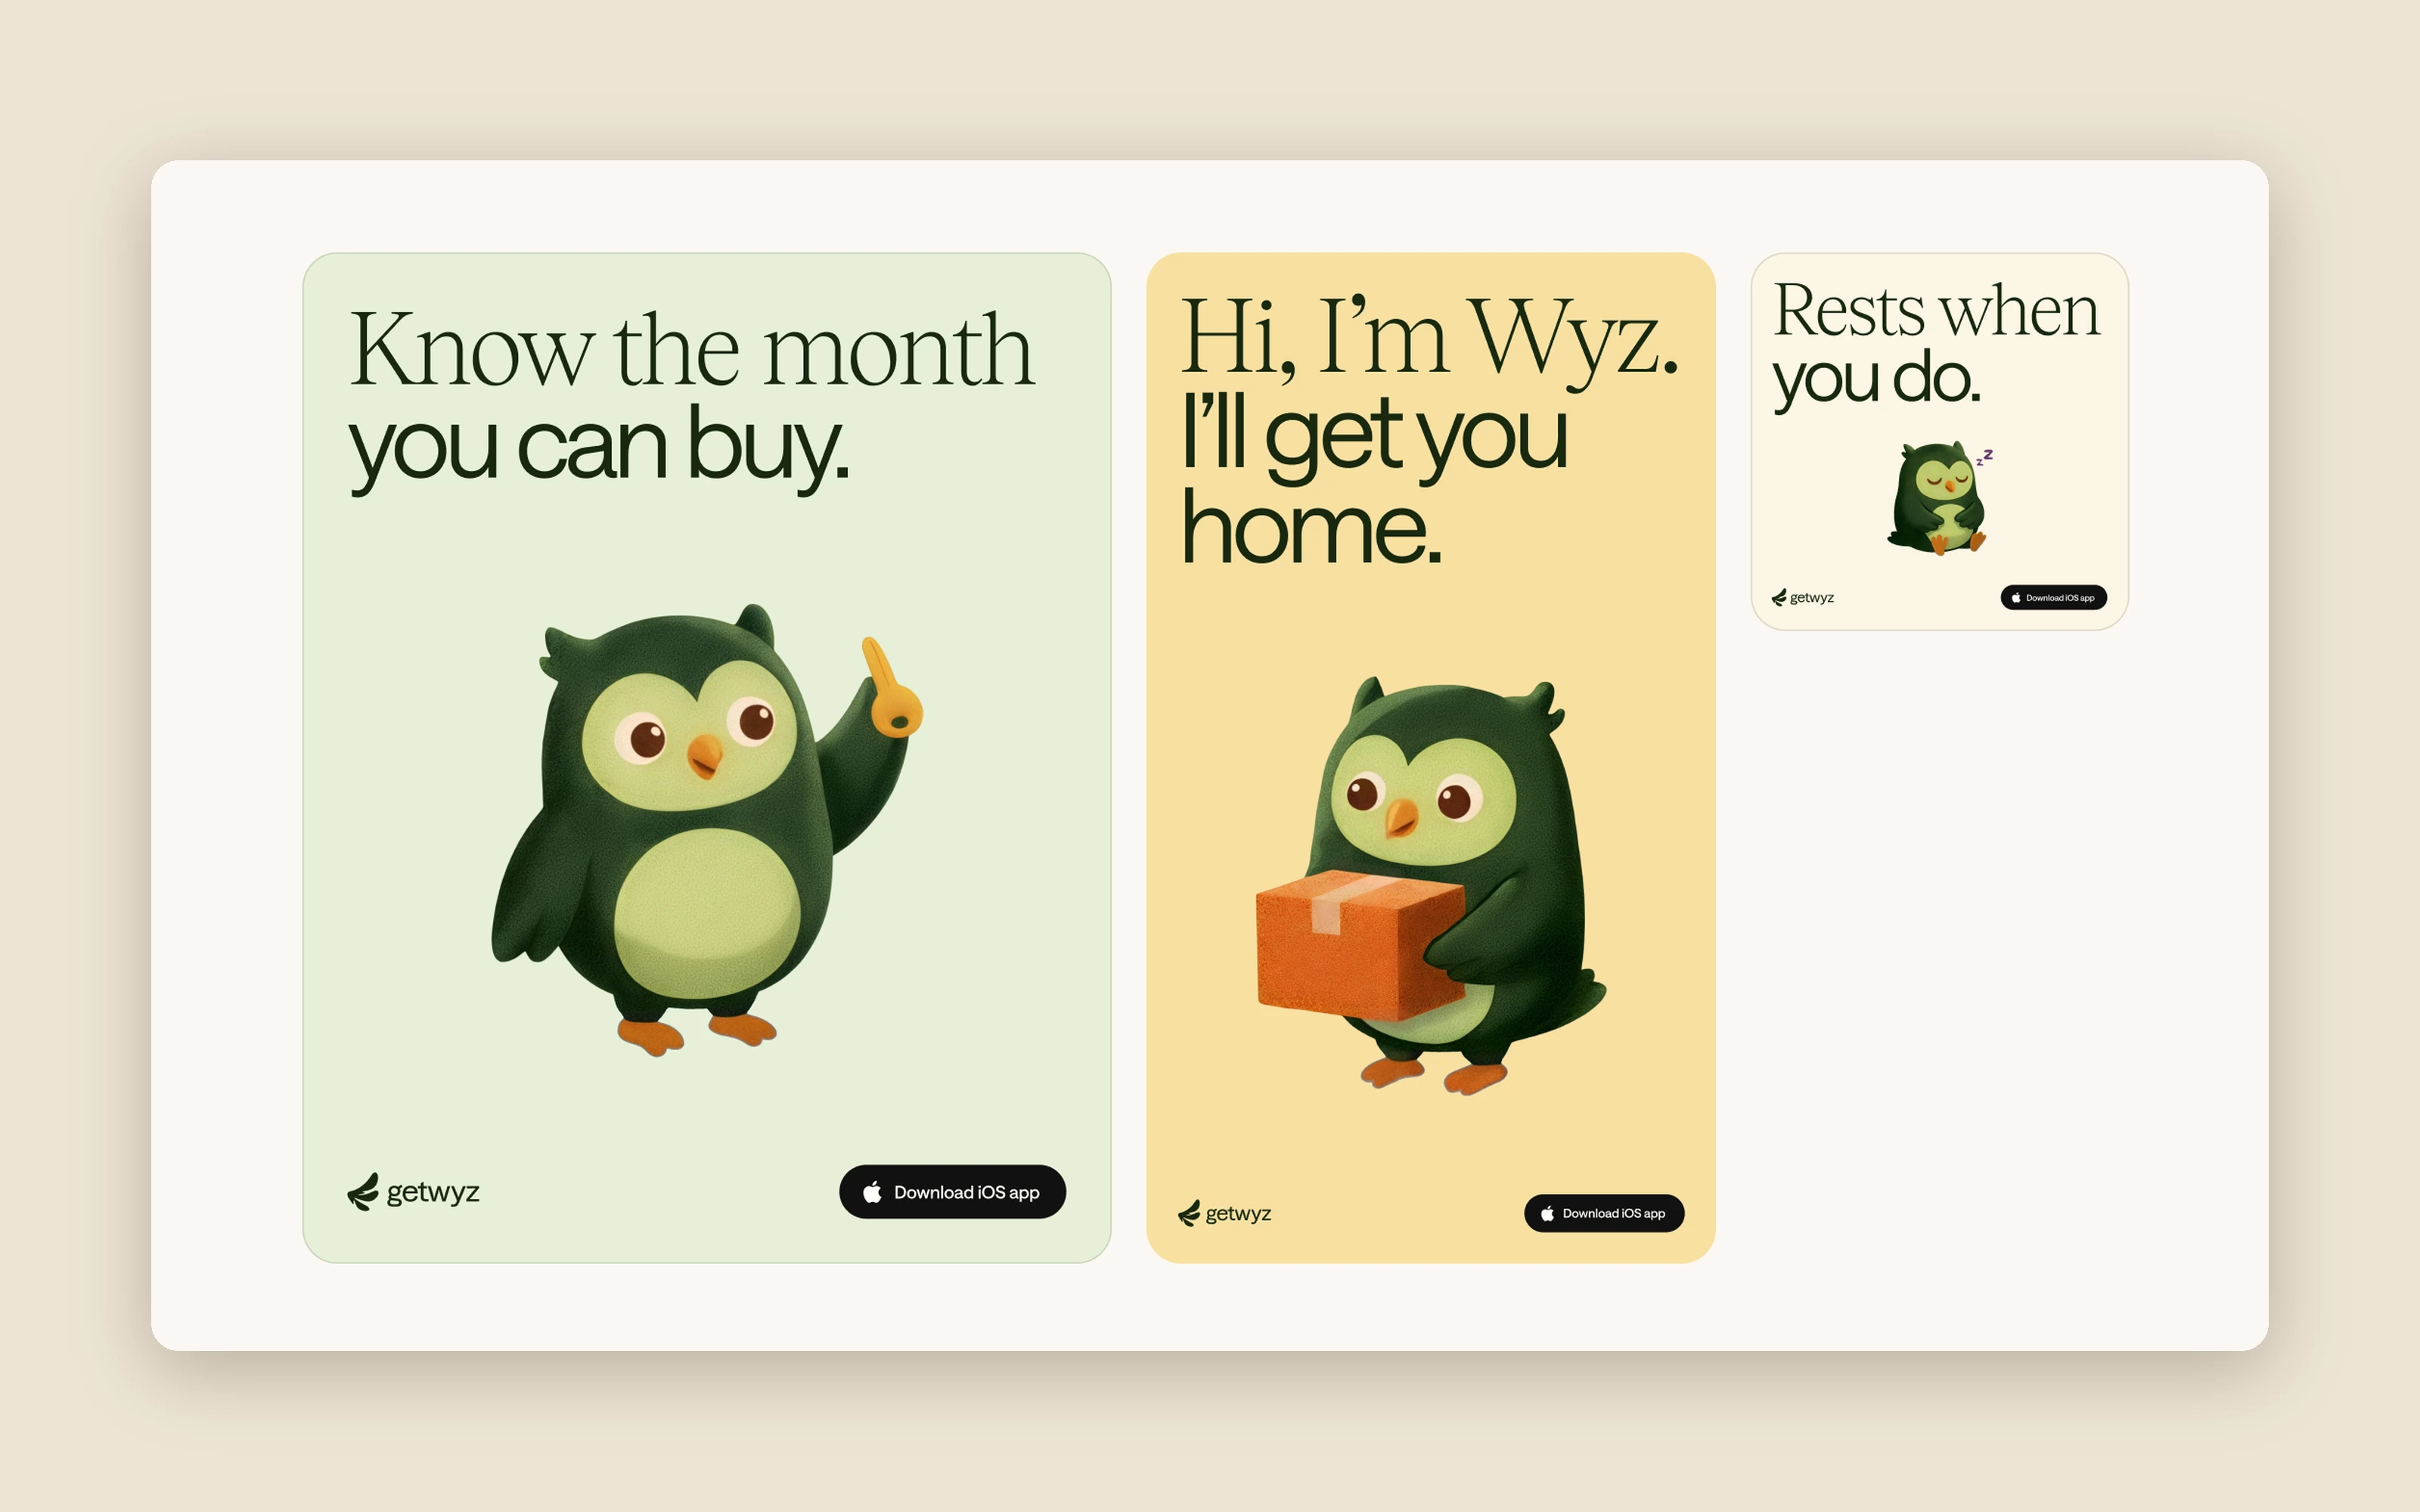 Know the month
you can buy.
getwyz
Download iOS app
Hi, I’m Wyz.
I’ll get you
home.
getwyz
Download iOS app
Rests when
you do.
z z
getwyz
Download iOS app